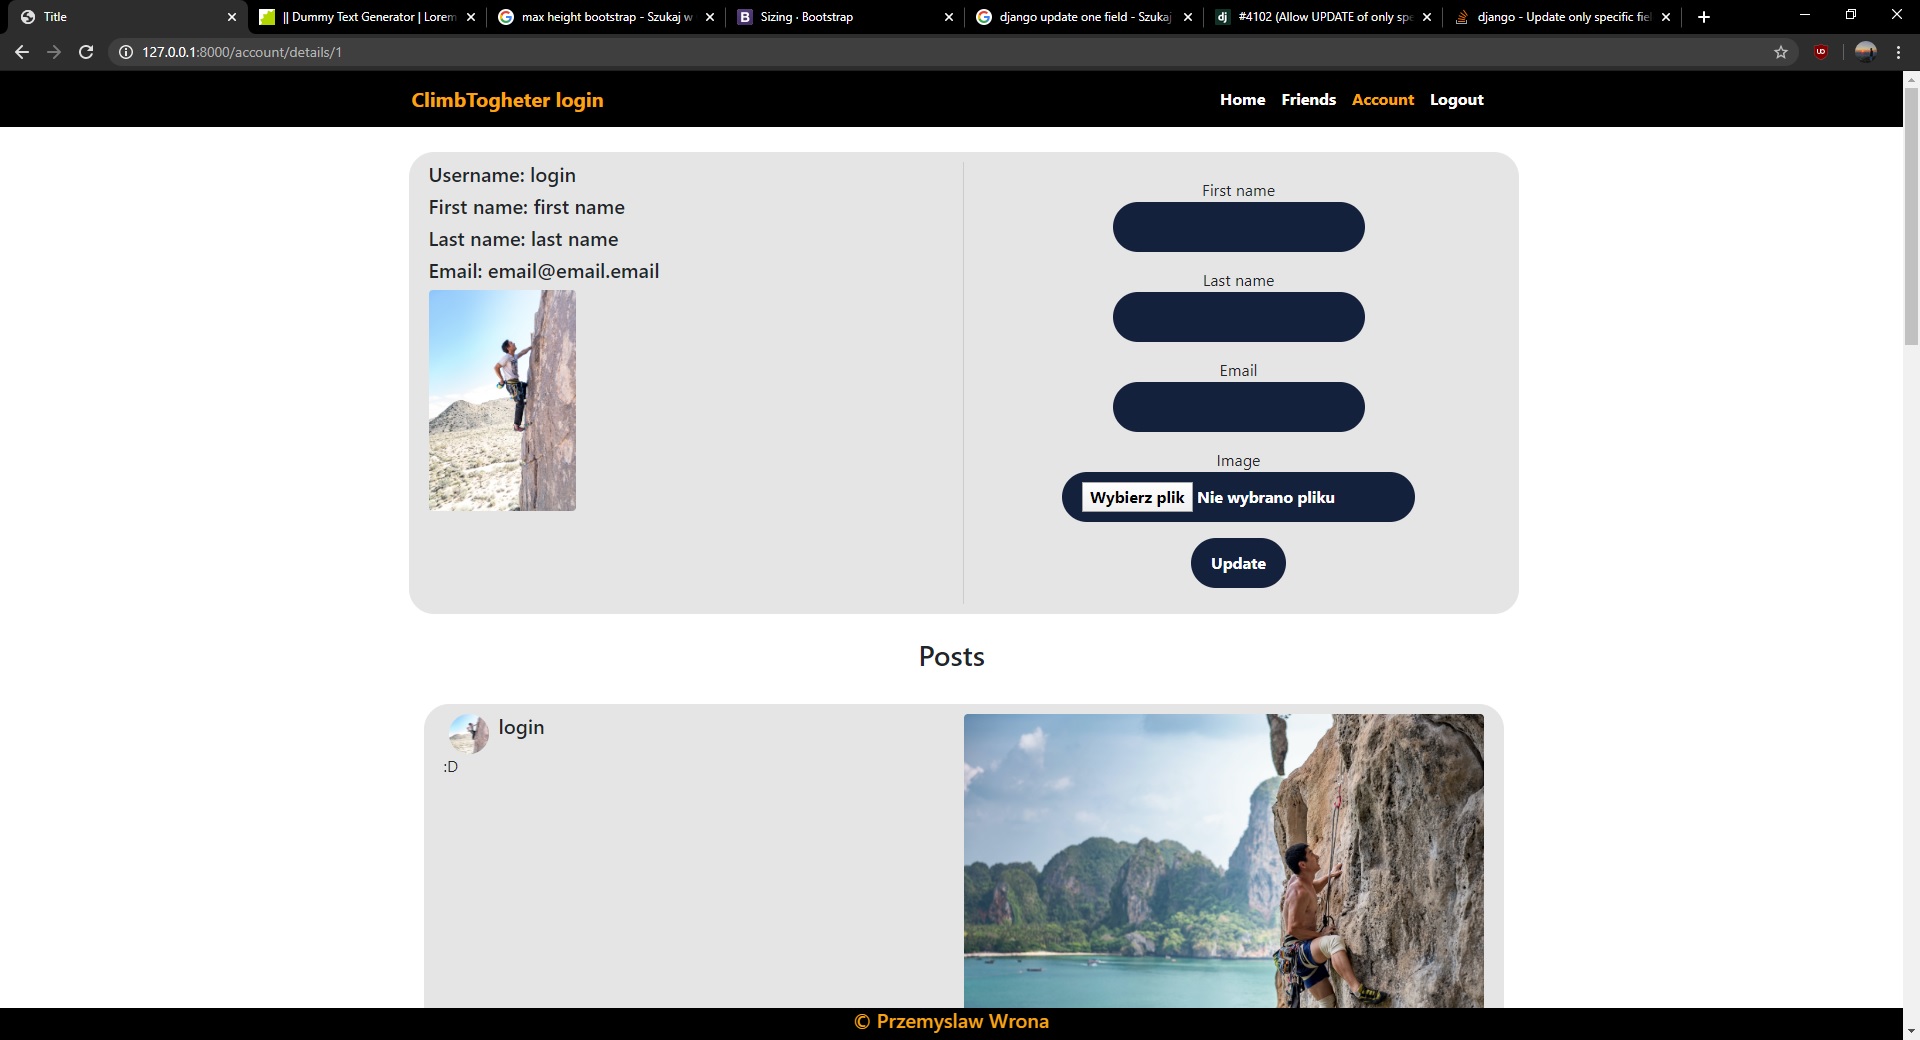 Title
|| Dummy Text Generator | Lorem
max height bootstrap - Szukaj w
Sizing · Bootstrap
django update one field - Szukaj
#4102 (Allow UPDATE of only spe
django - Update only specific fie
127.0.0.1:8000/account/details/1
ClimbTogheter login
Home Friends Account Logout
Username: login
First name: first name
Last name: last name
Email: email@email.email
First name
Last name
Email
Image
Wybierz plik Nie wybrano pliku
Update
Posts
login
:D
© Przemyslaw Wrona